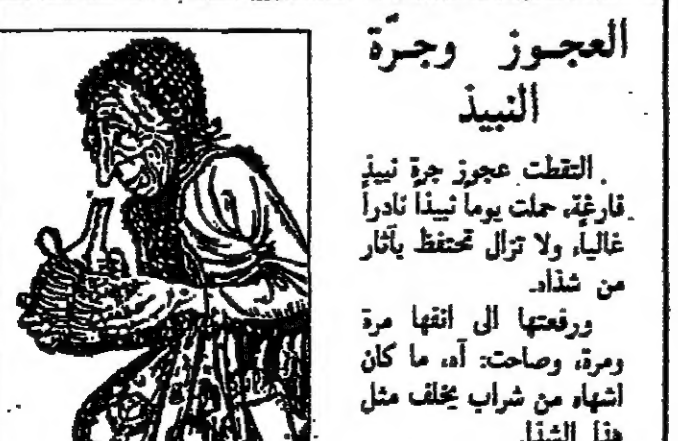 العجوز وجرّة
النبيذ
التقطت عجوز جرة نبيذ
فارغة، حملت يوماً نبيذاً نادراً
غالياً، ولا تزال تحتفظ بآثار
من شذاه.
ورفعتها الى انفها مرة
ومرة، وصاحت: آه، ما كان
اشهاه من شراب يخلف مثل
هذا الشذا.